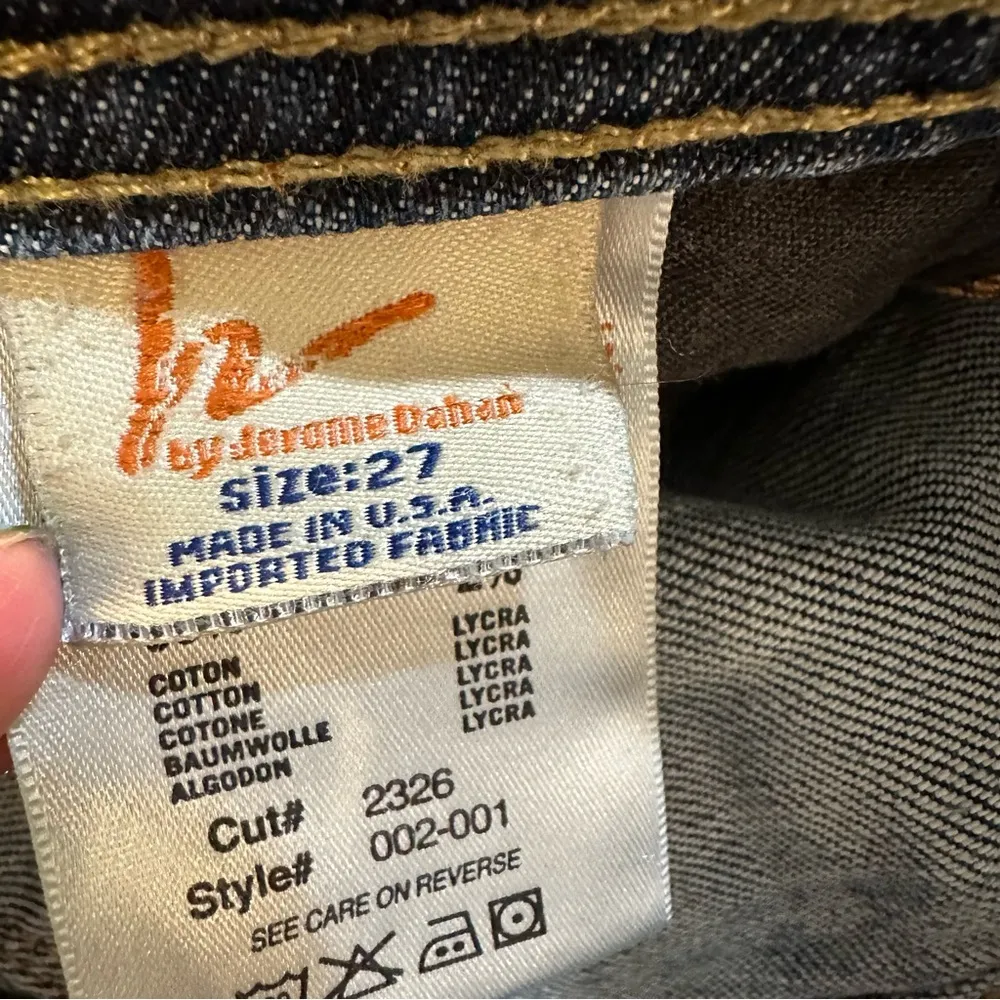 by Jerome Dahan
Size:27
MADE IN U.S.A.
IMPORTED FABRIC
COTON LYCRA
COTTON LYCRA
COTONE LYCRA
BAUMWOLLE LYCRA
ALGODON LYCRA
Cut# 2326
Style# 002-001
SEE CARE ON REVERSE